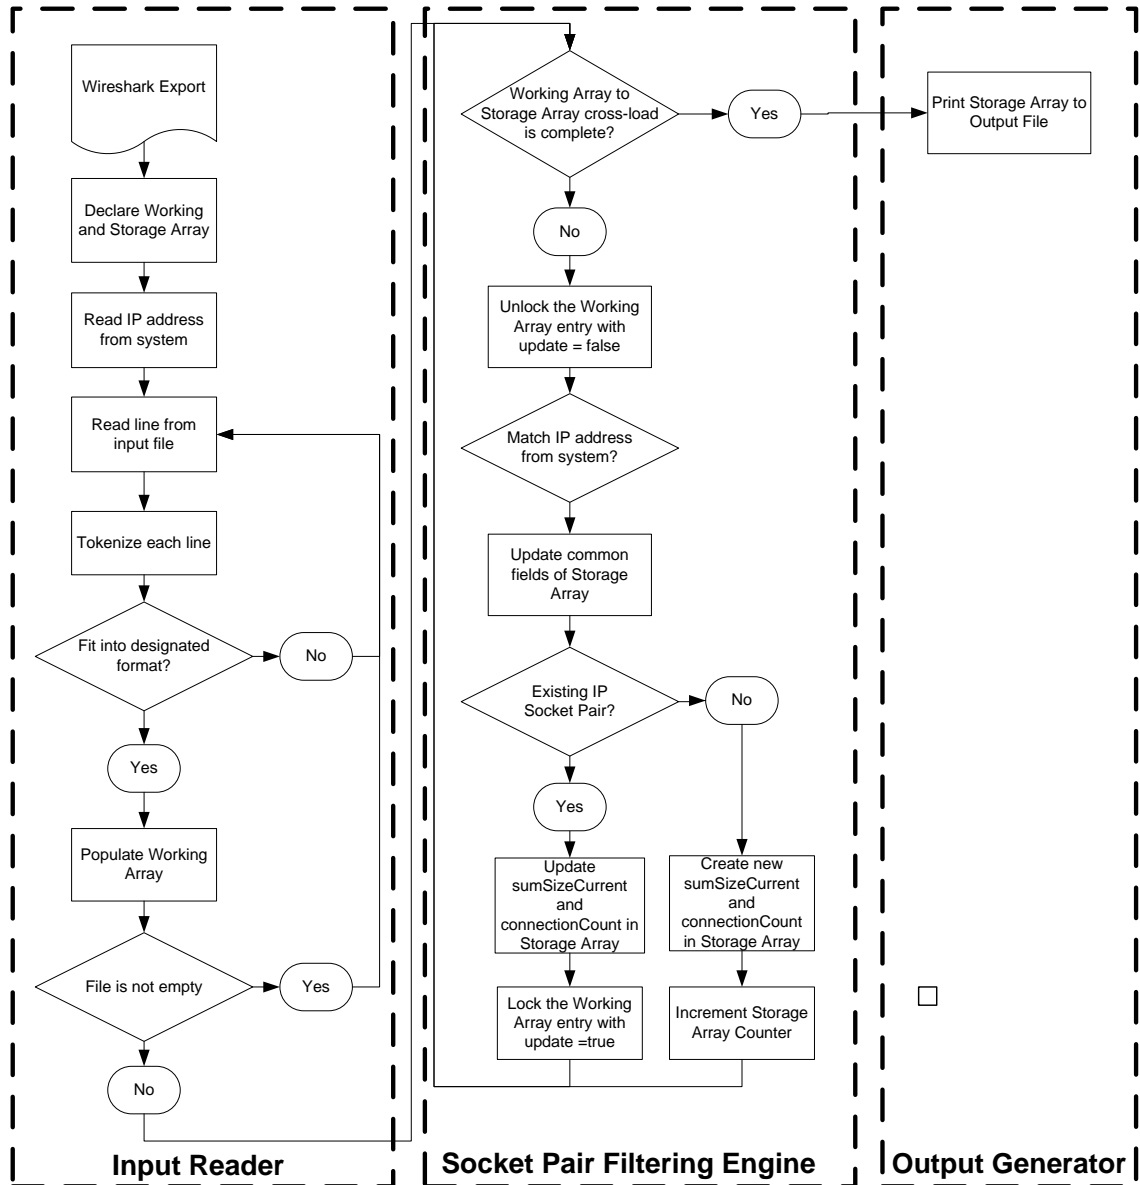 Wireshark Export
Declare Working
and Storage Array
Read IP address
from system
Read line from
input file
Tokenize each line
Fit into designated
format?
No
Yes
Populate Working
Array
File is not empty
Yes
No
Input Reader
Working Array to
Storage Array cross-load
is complete?
Yes
No
Unlock the Working
Array entry with
update = false
Match IP address
from system?
Update common
fields of Storage
Array
Existing IP
Socket Pair?
No
Yes
Update
sumSizeCurrent
and
connectionCount in
Storage Array
Create new
sumSizeCurrent
and
connectionCount
in Storage Array
Lock the Working
Array entry with
update =true
Increment Storage
Array Counter
Socket Pair Filtering Engine
Print Storage Array to
Output File
Output Generator